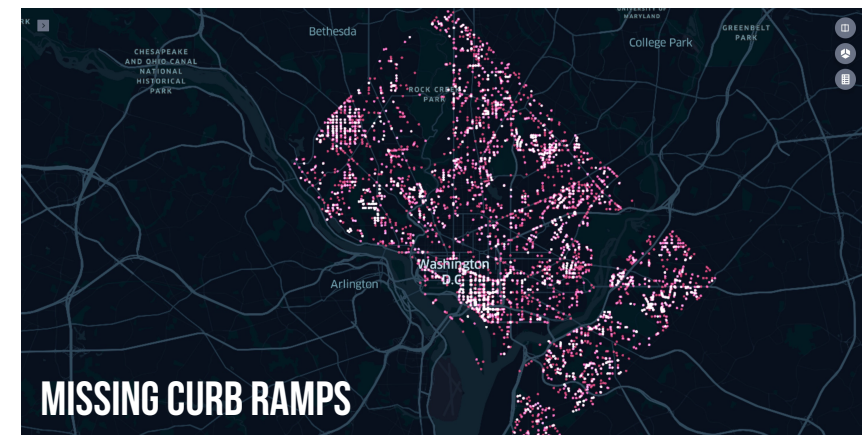 RK
UNIVERSITY OF
MARYLAND
Bethesda
College Park
GREENBELT
PARK
CHESAPEAKE
AND OHIO CANAL
NATIONAL
HISTORICAL
PARK
ROCK CREEK
PARK
Washington
D.C.
Arlington
MISSING CURB RAMPS